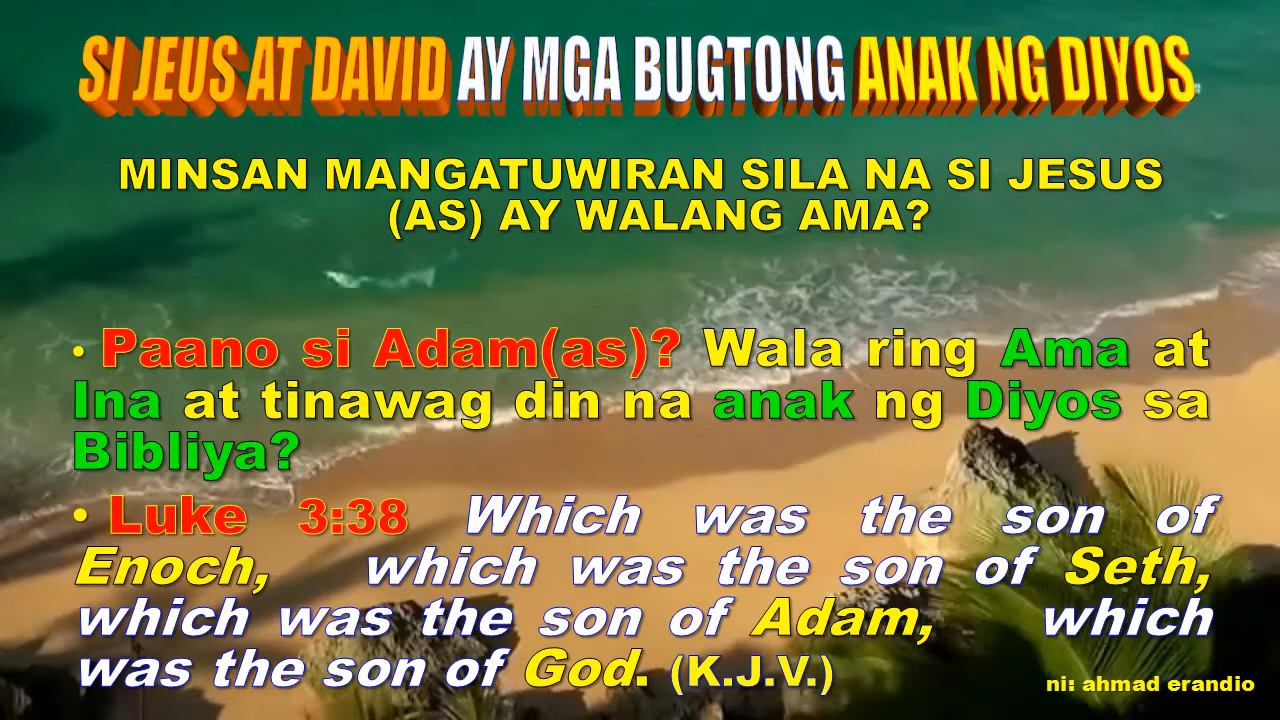 SI JEUS AT DAVID AY MGA BUGTONG ANAK NG DIYOS
MINSAN MANGATUWIRAN SILA NA SI JESUS
(AS) AY WALANG AMA?
• Paano si Adam(as)? Wala ring Ama at
Ina at tinawag din na anak ng Diyos sa
Bibliya?
• Luke 3:38 Which was the son of
Enoch, which was the son of Seth,
which was the son of Adam, which
was the son of God. (K.J.V.)
ni: ahmad erandio